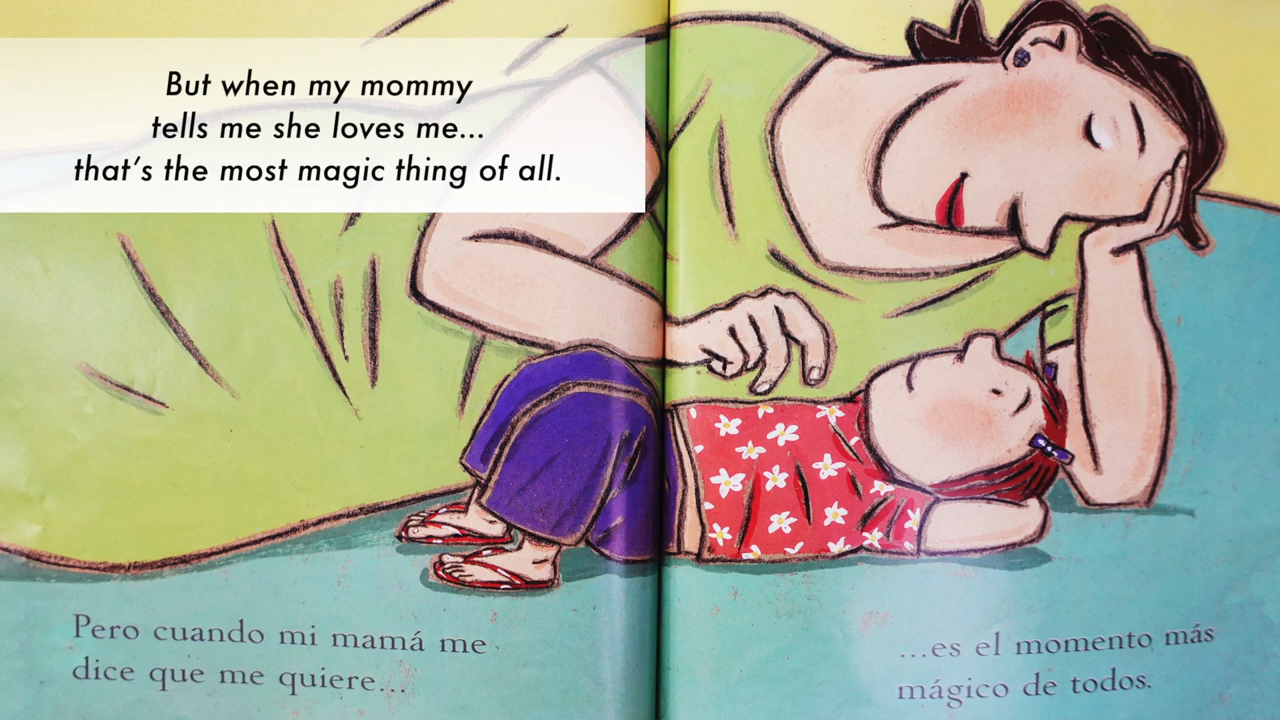 But when my mommy
tells me she loves me...
that's the most magic thing of all.
Pero cuando mi mamá me
dice que me quiere...
...es el momento más
mágico de todos.